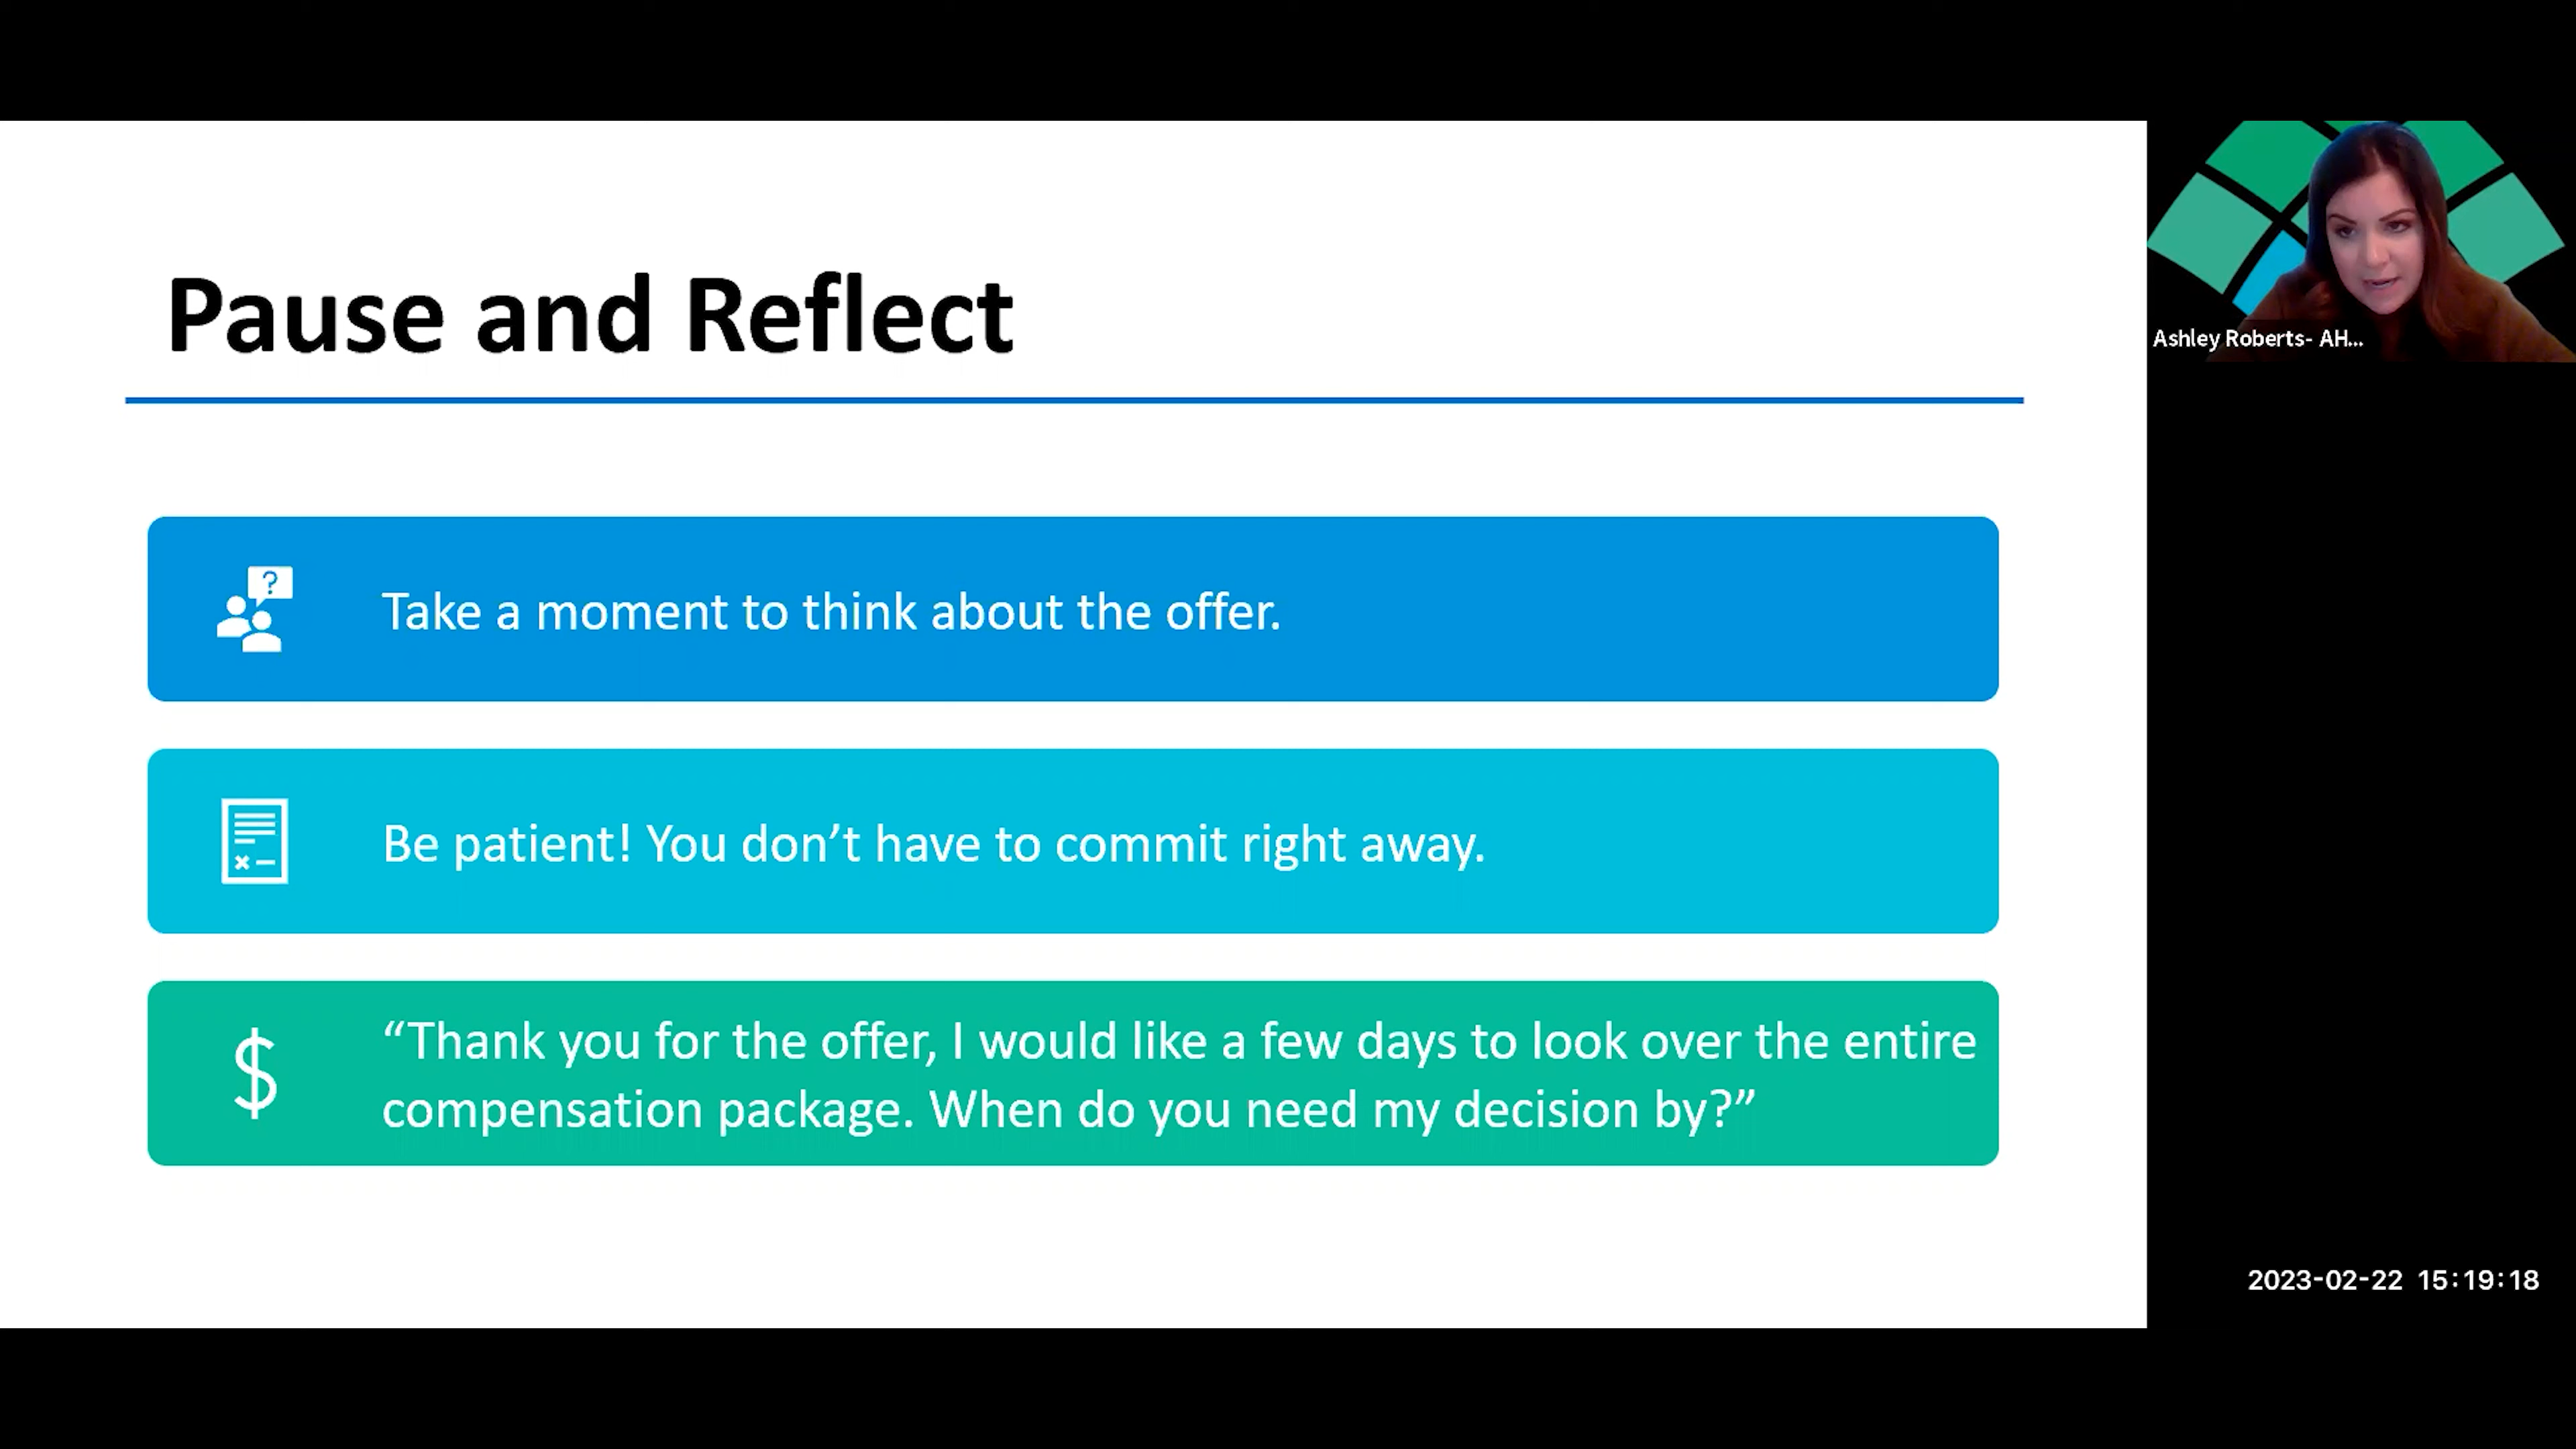 Pause and Reflect
Take a moment to think about the offer.
Be patient! You don’t have to commit right away.
“Thank you for the offer, I would like a few days to look over the entire
compensation package. When do you need my decision by?”
Ashley Roberts- AH...
2023-02-22 15:19:18